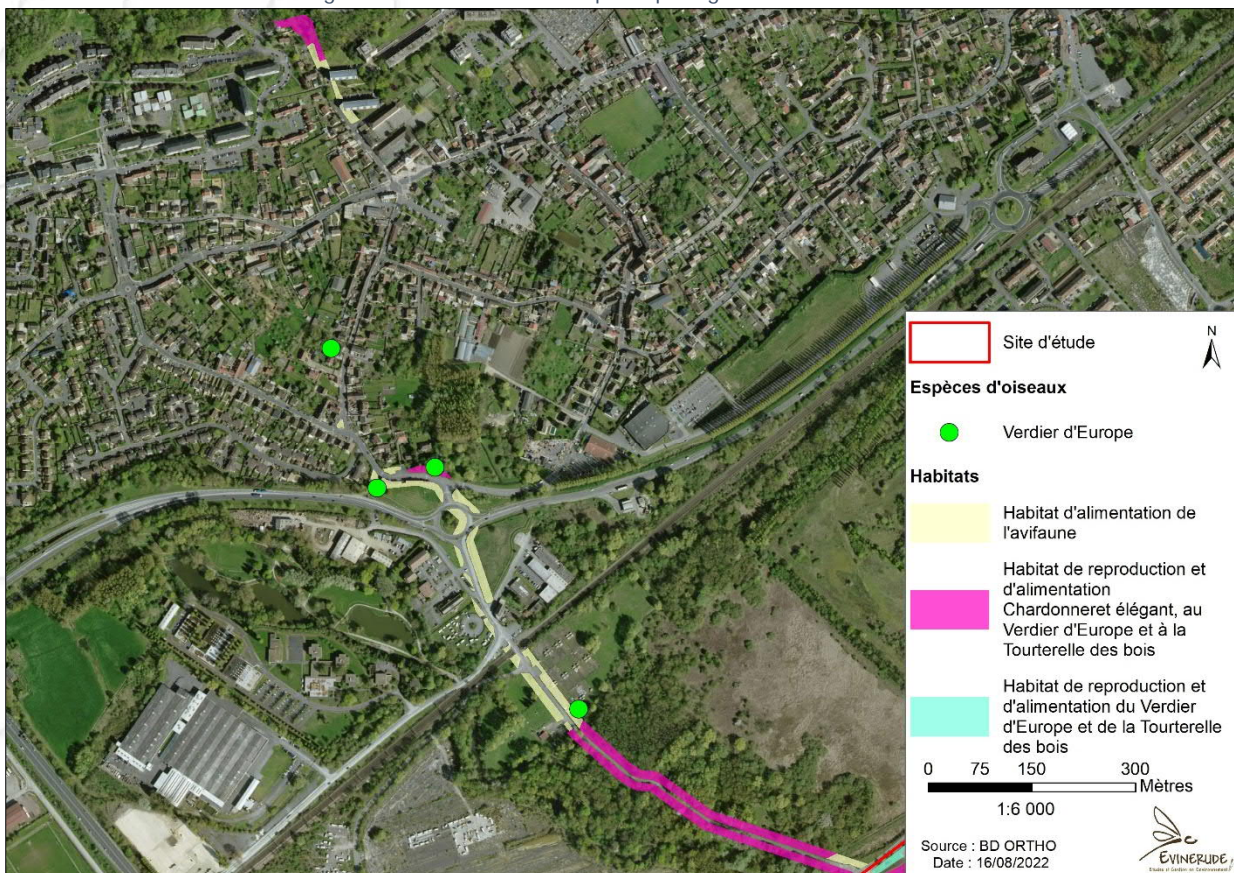 Site d'étude
N
Espèces d'oiseaux
Verdier d'Europe
Habitats
Habitat d'alimentation de
l'avifaune
Habitat de reproduction et
d'alimentation
Chardonneret élégant, au
Verdier d'Europe et à la
Tourterelle des bois
Habitat de reproduction et
d'alimentation du Verdier
d'Europe et de la Tourterelle
des bois
0 75 150 300
Mètres
1:6 000
Source : BD ORTHO
Date : 16/08/2022
EVINERUDE